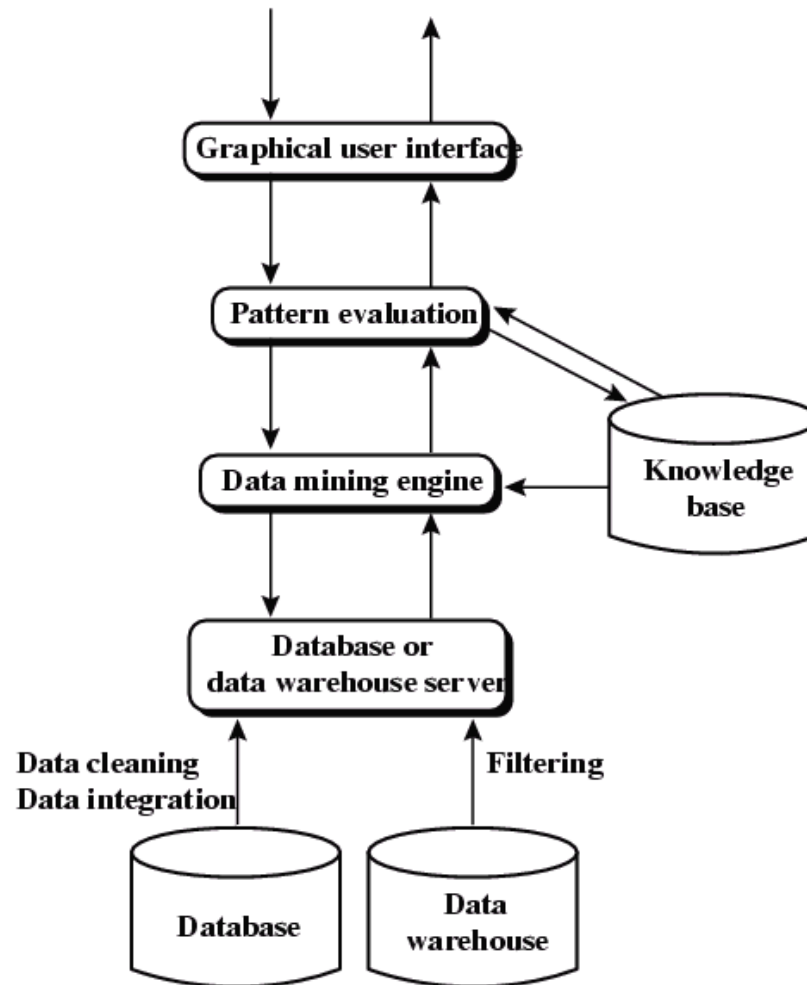 Graphical user interface
Pattern evaluation
Data mining engine
Knowledge
base
Database or
data warehouse server
Data cleaning
Data integration
Filtering
Database
Data
warehouse